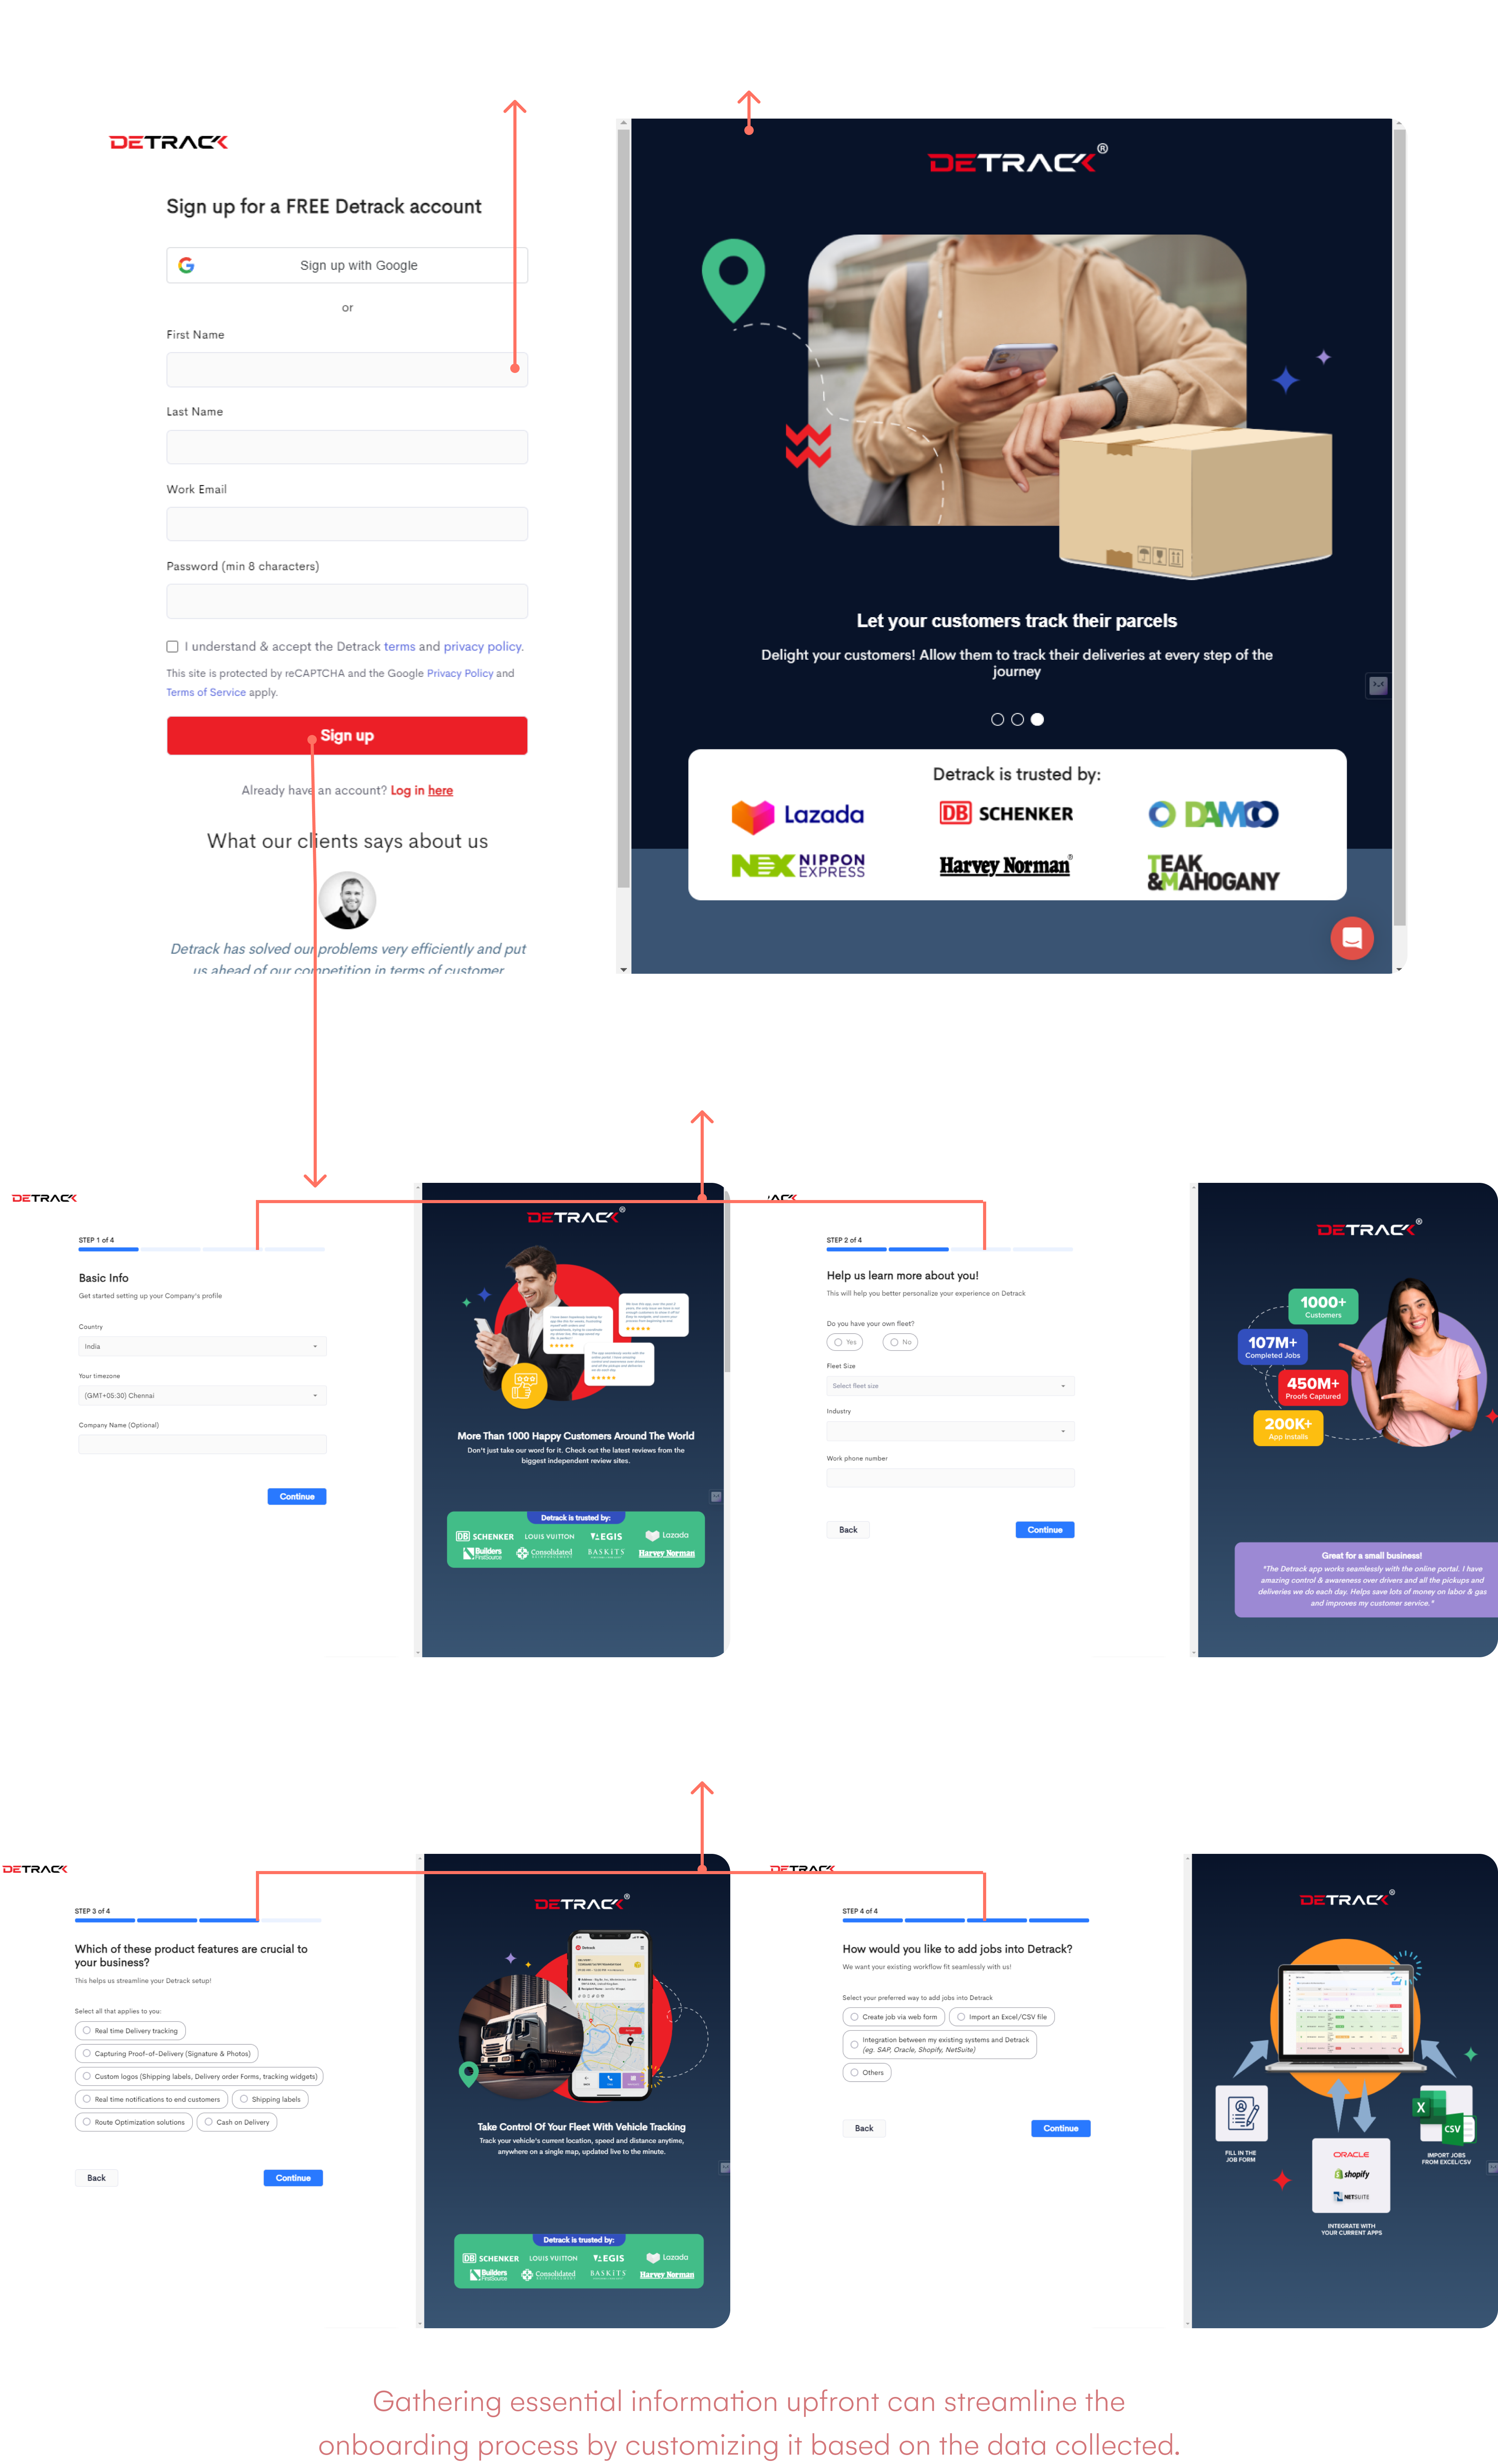 DETRACK
Sign up for a FREE Detrack account
Sign up with Google
or
First Name
Last Name
Work Email
Password (min 8 characters)
I understand & accept the Detrack terms and privacy policy.
This site is protected by reCAPTCHA and the Google Privacy Policy and
Terms of Service apply.
Sign up
Already have an account? Log in here
What our clients says about us
Detrack has solved our problems very efficiently and put
us ahead of our competition in terms of customer
DETRACK®
Let your customers track their parcels
Delight your customers! Allow them to track their deliveries at every step of the
journey
Detrack is trusted by:
Lazada
DB SCHENKER
DAMCO
NEX NIPPON
EXPRESS
Harvey Norman®
TEAK
&MAHOGANY
DETRACK
STEP 1 of 4
Basic Info
Get started setting up your Company's profile
Country
India
Your timezone
(GMT+05:30) Chennai
Company Name (Optional)
Continue
DETRACK®
More Than 1000 Happy Customers Around The World
Don't just take our word for it. Check out the latest reviews from the
biggest independent review sites.
Detrack is trusted by:
DB SCHENKER
LOUIS VUITTON
Lazada
Builders
FirstSource
Consolidated
BASKiTS
Harvey Norman
STEP 2 of 4
Help us learn more about you!
This will help you better personalize your experience on Detrack
Do you have your own fleet?
Yes
No
Fleet Size
Select fleet size
Industry
Work phone number
Back
Continue
DETRACK®
1000+
Customers
107M+
Completed Jobs
450M+
Proofs Captured
200K+
App Installs
Great for a small business!
"The Detrack app works seamlessly with the online portal. I have
amazing control & awareness over drivers and all the pickups and
deliveries we do each day. Helps save lots of money on labor & gas
and improves my customer service."
DETRACK
STEP 3 of 4
Which of these product features are crucial to
your business?
This helps us streamline your Detrack setup!
Select all that applies to you:
Real time Delivery tracking
Capturing Proof-of-Delivery (Signature & Photos)
Custom logos (Shipping labels, Delivery order Forms, tracking widgets)
Real time notifications to end customers
Shipping labels
Route Optimization solutions
Cash on Delivery
Back
Continue
DETRACK®
Detrack
Take Control Of Your Fleet With Vehicle Tracking
Track your vehicle's current location, speed and distance anytime,
anywhere on a single map, updated live to the minute.
Detrack is trusted by:
DB SCHENKER
LOUIS VUITTON
Lazada
Builders
FirstSource
Consolidated
BASKiTS
Harvey Norman
DETRACK
STEP 4 of 4
How would you like to add jobs into Detrack?
We want your existing workflow fit seamlessly with us!
Select your preferred way to add jobs into Detrack
Create job via web form
Import an Excel/CSV file
Integration between my existing systems and Detrack
(eg. SAP, Oracle, Shopify, NetSuite)
Others
Back
Continue
DETRACK®
FILL IN THE
JOB FORM
ORACLE
shopify
NETSUITE
INTEGRATE WITH
YOUR CURRENT APPS
X
CSV
IMPORT JOBS
FROM EXCEL/CSV
Gathering essential information upfront can streamline the
onboarding process by customizing it based on the data collected.